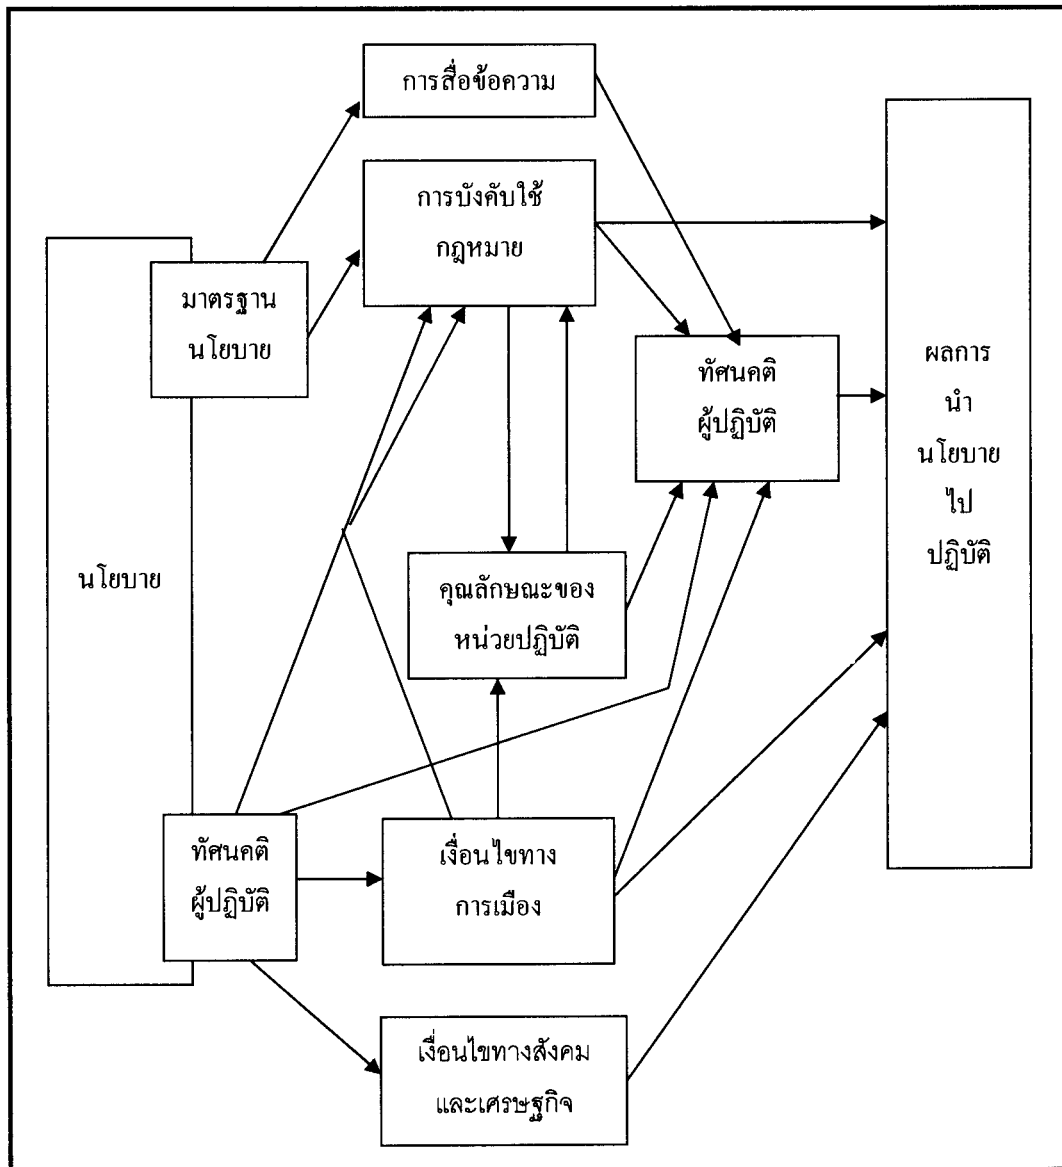 การสื่อข้อความ
การบังคับใช้
กฎหมาย
มาตรฐาน
นโยบาย
ทัศนคติ
ผู้ปฏิบัติ
ผลการ
นำ
นโยบาย
ไป
ปฏิบัติ
นโยบาย
คุณลักษณะของ
หน่วยปฏิบัติ
ทัศนคติ
ผู้ปฏิบัติ
เงื่อนไขทาง
การเมือง
เงื่อนไขทางสังคม
และเศรษฐกิจ